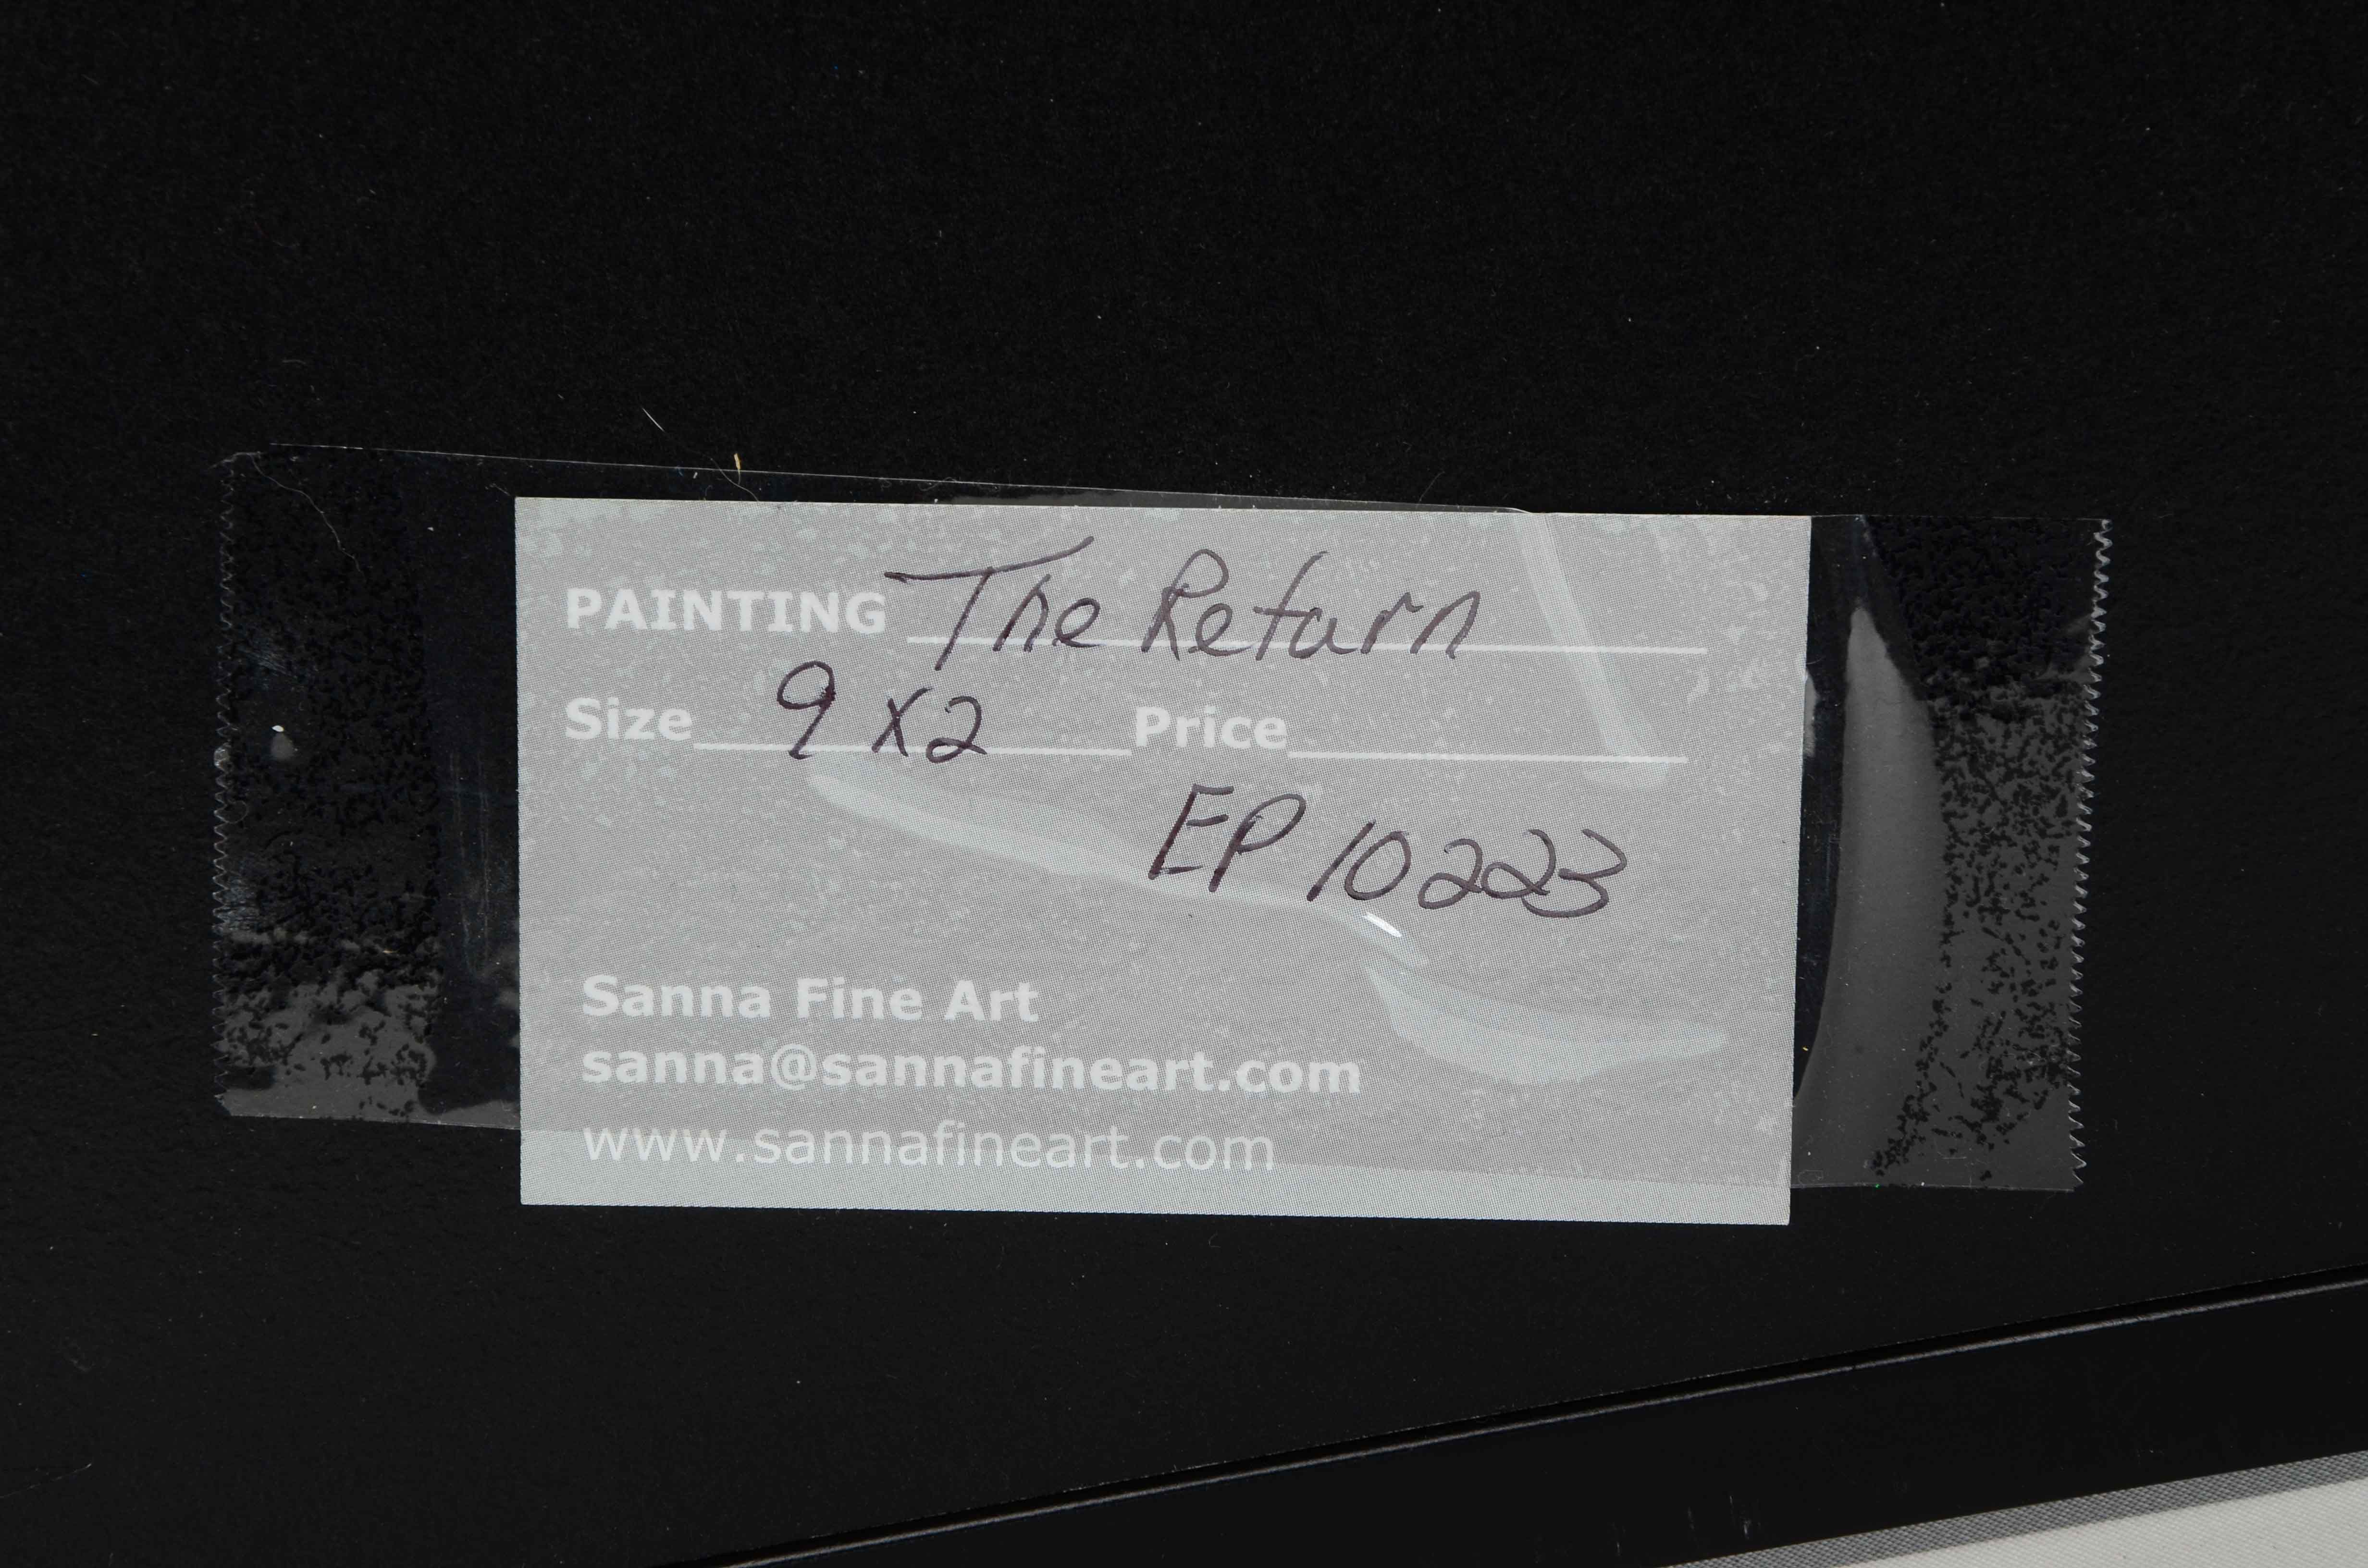 PAINTING The Return
Size 9 x 2 Price
EP 10223
Sanna Fine Art
sanna@sannafineart.com
www.sannafineart.com